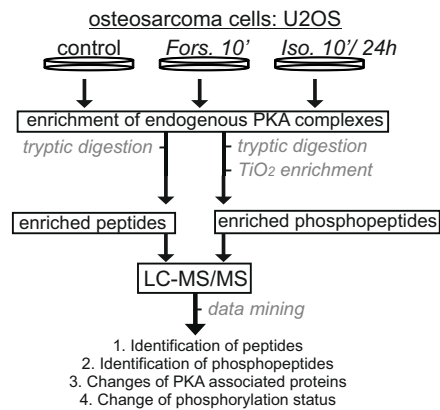 osteosarcoma cells: U2OS
control Fors. 10' Iso. 10'/ 24h
enrichment of endogenous PKA complexes
tryptic digestion tryptic digestion
TiO2 enrichment
enriched peptides enriched phosphopeptides
LC-MS/MS
data mining
1. Identification of peptides
2. Identification of phosphopeptides
3. Changes of PKA associated proteins
4. Change of phosphorylation status